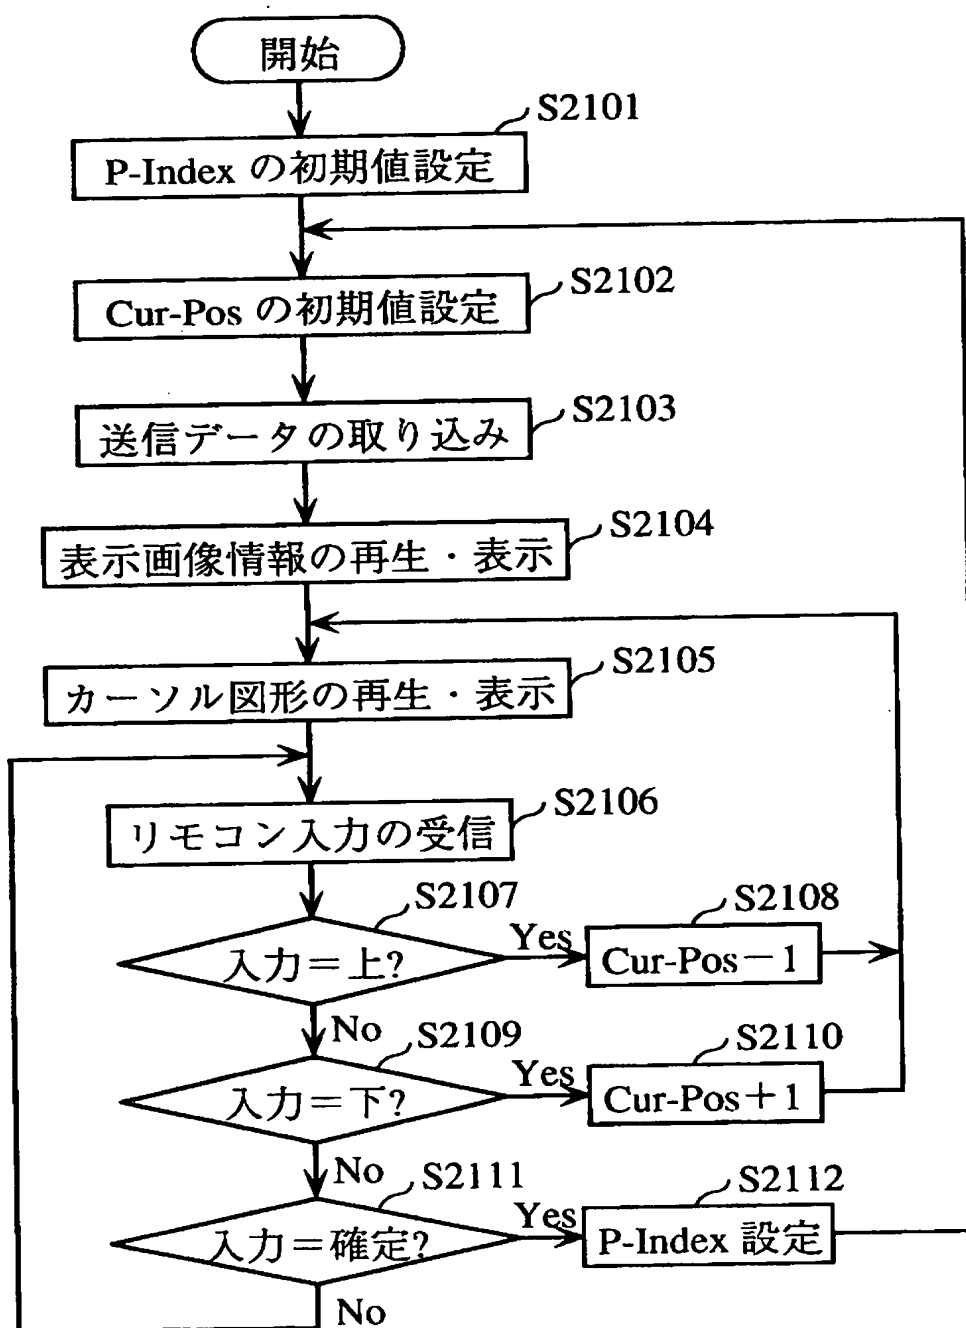 開始
S2101
P-Index の初期値設定
S2102
Cur-Pos の初期値設定
S2103
送信データの取り込み
S2104
表示画像情報の再生・表示
S2105
カーソル図形の再生・表示
S2106
リモコン入力の受信
S2107
入力=上?
Yes
S2108
Cur-Pos－1
No
S2109
入力=下?
Yes
S2110
Cur-Pos＋1
No
S2111
入力=確定?
Yes
S2112
P-Index 設定
No